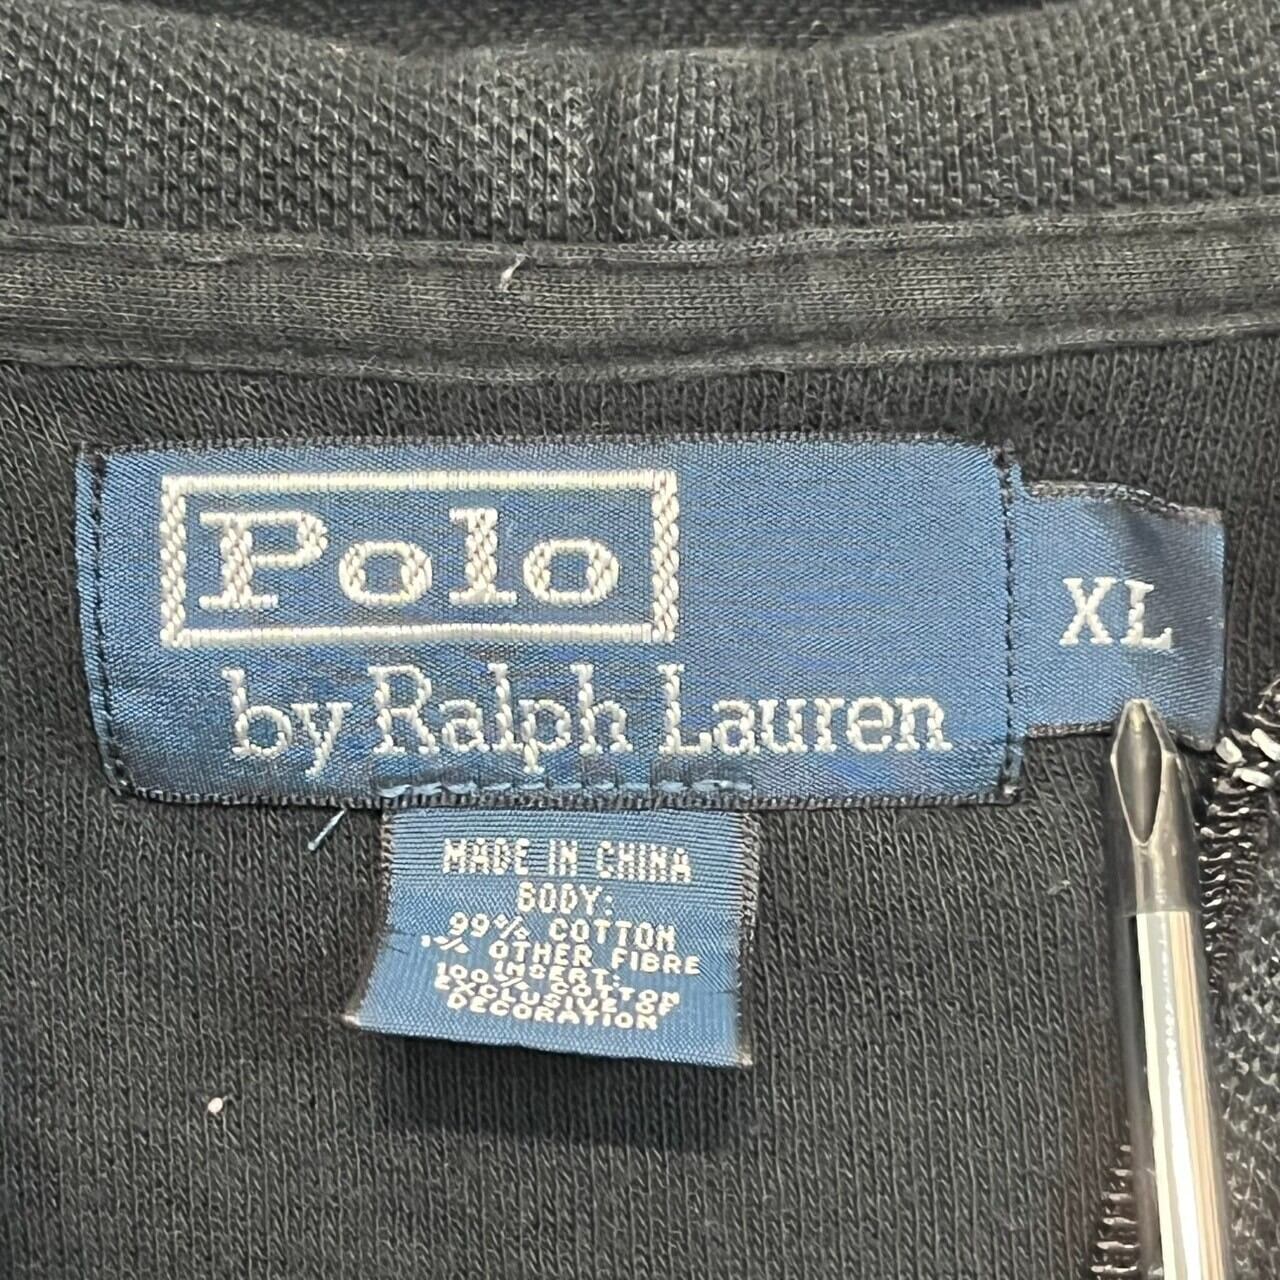 Polo
by Ralph Lauren
XL
MADE IN CHINA
BODY:
99% COTTON
1% OTHER FIBRE
INSERT:
100% COTTON
EXCLUSIVE OF
DECORATION